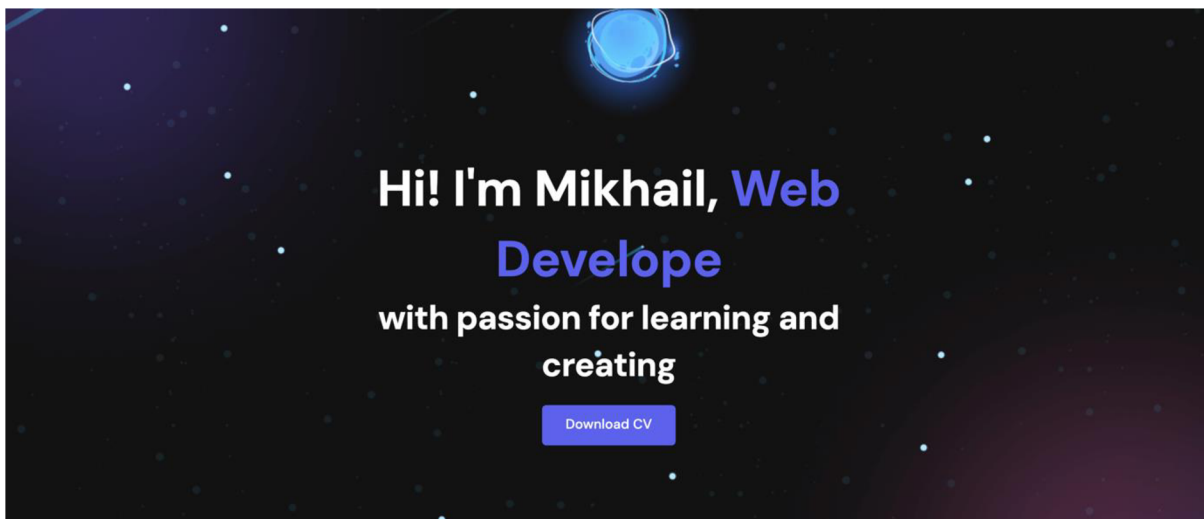 Hi! I'm Mikhail, Web
Develope
with passion for learning and
creating
Download CV